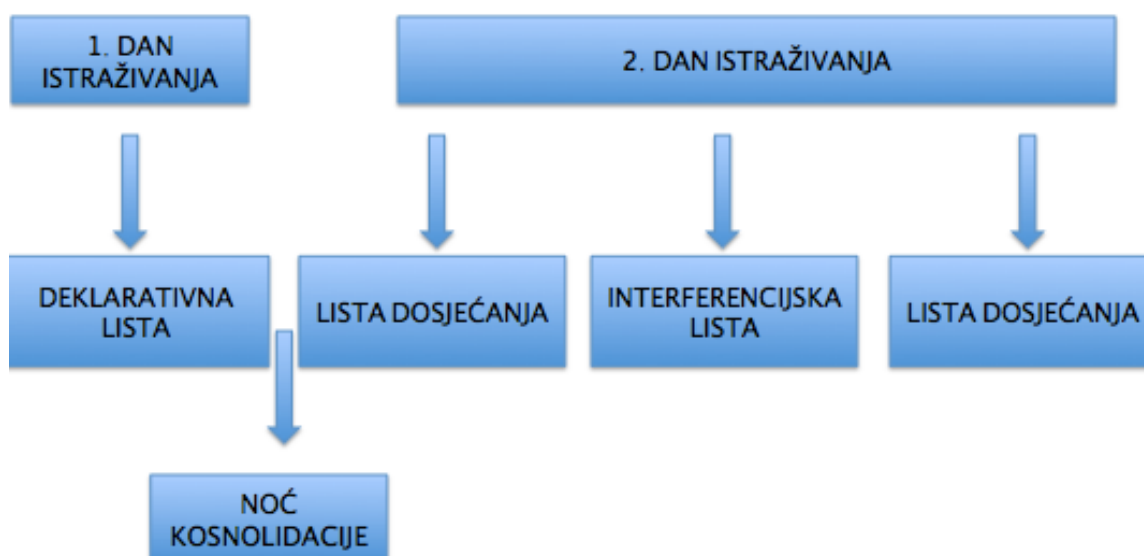 1. DAN
ISTRAŽIVANJA
2. DAN ISTRAŽIVANJA
DEKLARATIVNA
LISTA
LISTA DOSJEĆANJA
INTERFERENCIJSKA
LISTA
LISTA DOSJEĆANJA
NOĆ
KOSNOLIDACIJE